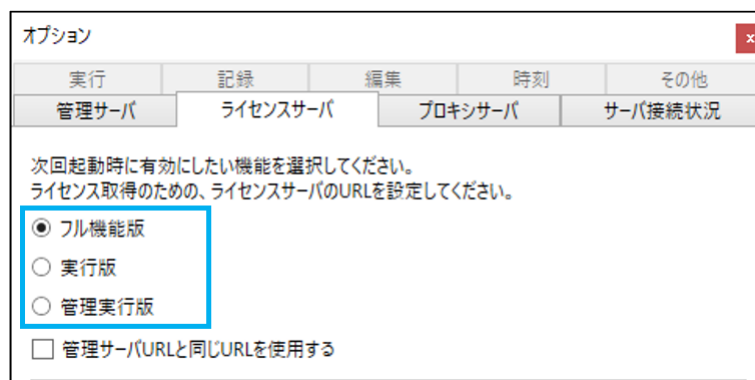 オプション
x
実行 記録 編集 時刻 その他
管理サーバ ライセンスサーバ プロキシサーバ サーバ接続状況
次回起動時に有効にしたい機能を選択してください。
ライセンス取得のための、ライセンスサーバのURLを設定してください。
フル機能版
実行版
管理実行版
管理サーバURLと同じURLを使用する